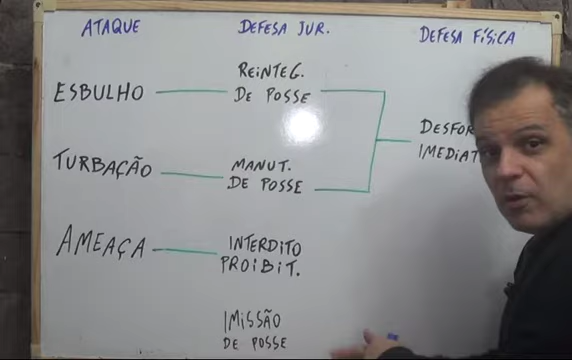 ATAQUE DEFESA JUR. DEFESA FÍSICA
ESBULHO REINTEG.
DE POSSE
TURBAÇÃO MANUT.
DE POSSE
AMEAÇA INTERDITO
PROIBIT.
IMISSÃO
DE POSSE